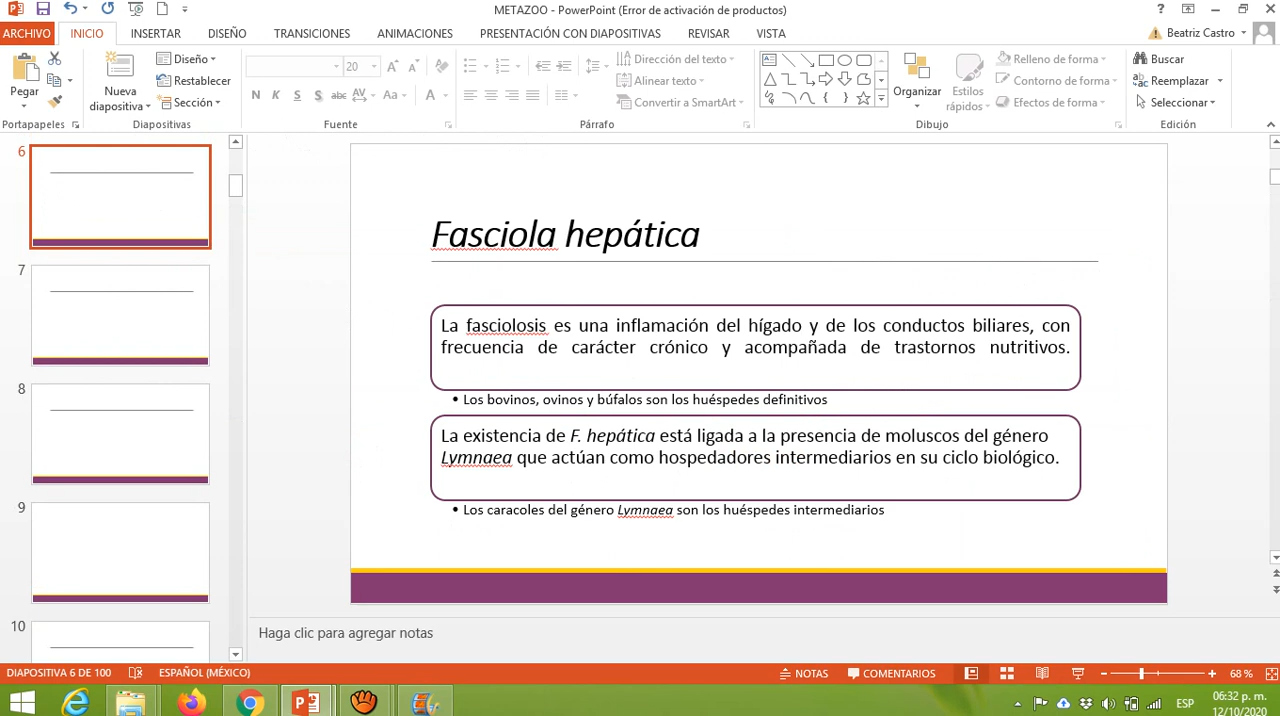 METAZOO - PowerPoint (Error de activación de productos)
ARCHIVO INICIO INSERTAR DISEÑO TRANSICIONES ANIMACIONES PRESENTACIÓN CON DIAPOSITIVAS REVISAR VISTA
Beatriz Castro
Pegar
Nueva diapositiva
Diseño
Restablecer
Sección
20
N K S S abc AV Aa A
Dirección del texto
Alinear texto
Convertir a SmartArt
Organizar
Estilos rápidos
Relleno de forma
Contorno de forma
Efectos de forma
Buscar
Reemplazar
Seleccionar
Portapapeles Diapositivas Fuente Párrafo Dibujo Edición
6
7
8
9
10
Fasciola hepática
La fasciolosis es una inflamación del hígado y de los conductos biliares, con
frecuencia de carácter crónico y acompañada de trastornos nutritivos.
• Los bovinos, ovinos y búfalos son los huéspedes definitivos
La existencia de F. hepática está ligada a la presencia de moluscos del género
Lymnaea que actúan como hospedadores intermediarios en su ciclo biológico.
• Los caracoles del género Lymnaea son los huéspedes intermediarios
Haga clic para agregar notas
DIAPOSITIVA 6 DE 100 ESPAÑOL (MÉXICO) NOTAS COMENTARIOS 68 %
ESP
06:32 p. m.
12/10/2020